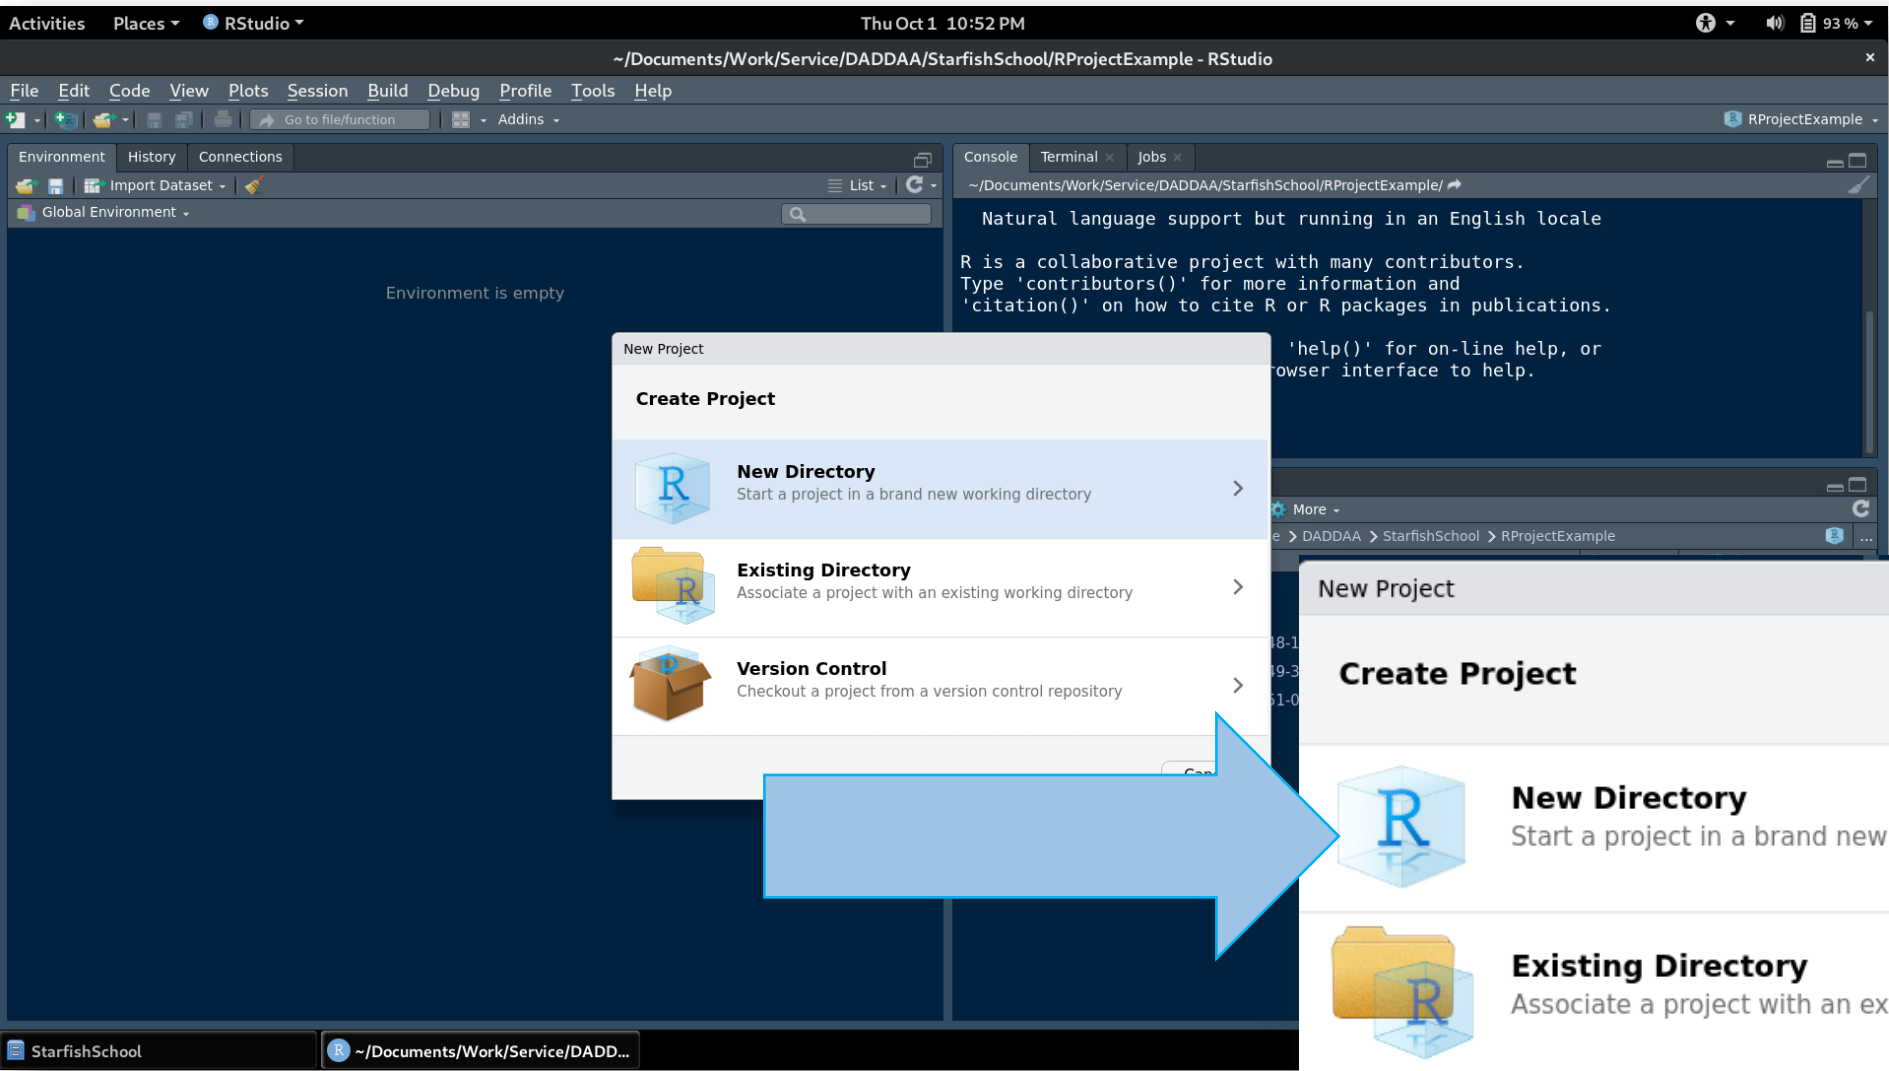 Activities Places RStudio Thu Oct 1 10:52 PM 93 %
~/Documents/Work/Service/DADDAA/StarfishSchool/RProjectExample - RStudio
File Edit Code View Plots Session Build Debug Profile Tools Help
Go to file/function Addins RProjectExample
Environment History Connections
Import Dataset List
Global Environment
Environment is empty
Console Terminal Jobs
~/Documents/Work/Service/DADDAA/StarfishSchool/RProjectExample/
Natural language support but running in an English locale
R is a collaborative project with many contributors.
Type 'contributors()' for more information and
'citation()' on how to cite R or R packages in publications.
'help()' for on-line help, or
owser interface to help.
New Project
Create Project
New Directory
Start a project in a brand new working directory
Existing Directory
Associate a project with an existing working directory
Version Control
Checkout a project from a version control repository
More
e DADDAA StarfishSchool RProjectExample ...
48-1
49-3
51-0
New Project
Create Project
New Directory
Start a project in a brand new
Existing Directory
Associate a project with an ex
StarfishSchool ~/Documents/Work/Service/DADD...